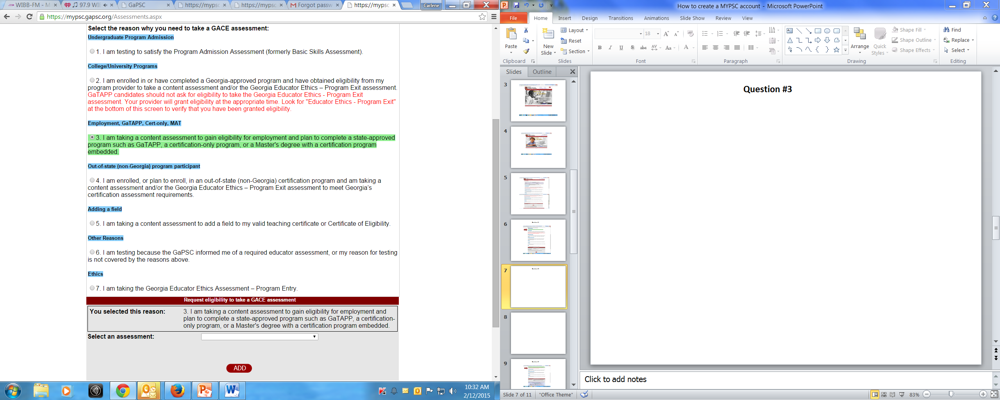 WIBB-FM - M
97.9 WIB
GaPSC
https://mypsc
https://mypsc
Forgot passw
https://mypsc
Carlene
https://mypsc.gapsc.org/Assessments.aspx
Select the reason why you need to take a GACE assessment:
Undergraduate Program Admission
1. I am testing to satisfy the Program Admission Assessment (formerly Basic Skills Assessment).
College/University Programs
2. I am enrolled in or have completed a Georgia-approved program and have obtained eligibility from my
program provider to take a content assessment and/or the Georgia Educator Ethics – Program Exit assessment.
GaTAPP candidates should not ask for eligibility to take the Georgia Educator Ethics - Program Exit
assessment. Your provider will grant eligibility at the appropriate time. Look for "Educator Ethics - Program Exit"
at the bottom of this screen to verify that you have been granted eligibility.
Employment, GaTAPP, Cert-only, MAT
3. I am taking a content assessment to gain eligibility for employment and plan to complete a state-approved
program such as GaTAPP, a certification-only program, or a Master's degree with a certification program
embedded.
Out-of-state (non-Georgia) program participant
4. I am enrolled, or plan to enroll, in an out-of-state (non-Georgia) certification program and am taking a
content assessment and/or the Georgia Educator Ethics – Program Exit assessment to meet Georgia's
certification assessment requirements.
Adding a field
5. I am taking a content assessment to add a field to my valid teaching certificate or Certificate of Eligibility.
Other Reasons
6. I am testing because the GaPSC informed me of a required educator assessment, or my reason for testing
is not covered by the reasons above.
Ethics
7. I am taking the Georgia Educator Ethics Assessment – Program Entry.
Request eligibility to take a GACE assessment
You selected this reason:
3. I am taking a content assessment to gain eligibility for employment and
plan to complete a state-approved program such as GaTAPP, a certification-
only program, or a Master's degree with a certification program embedded.
Select an assessment:
ADD
10:32 AM
2/12/2015
How to create a MYPSC account - Microsoft PowerPoint
File Home Insert Design Transitions Animations Slide Show Review View
Paste
Clipboard
New
Slide
Layout
Reset
Section
Slides
18
B I U S abc AV Aa A
Font
Paragraph
Arrange
Quick
Styles
Shape Fill
Shape Outline
Shape Effects
Drawing
Find
Replace
Select
Editing
Slides Outline
3
4
5
6
7
8
9
Question #3
Click to add notes
Slide 7 of 11 "Office Theme" 83%